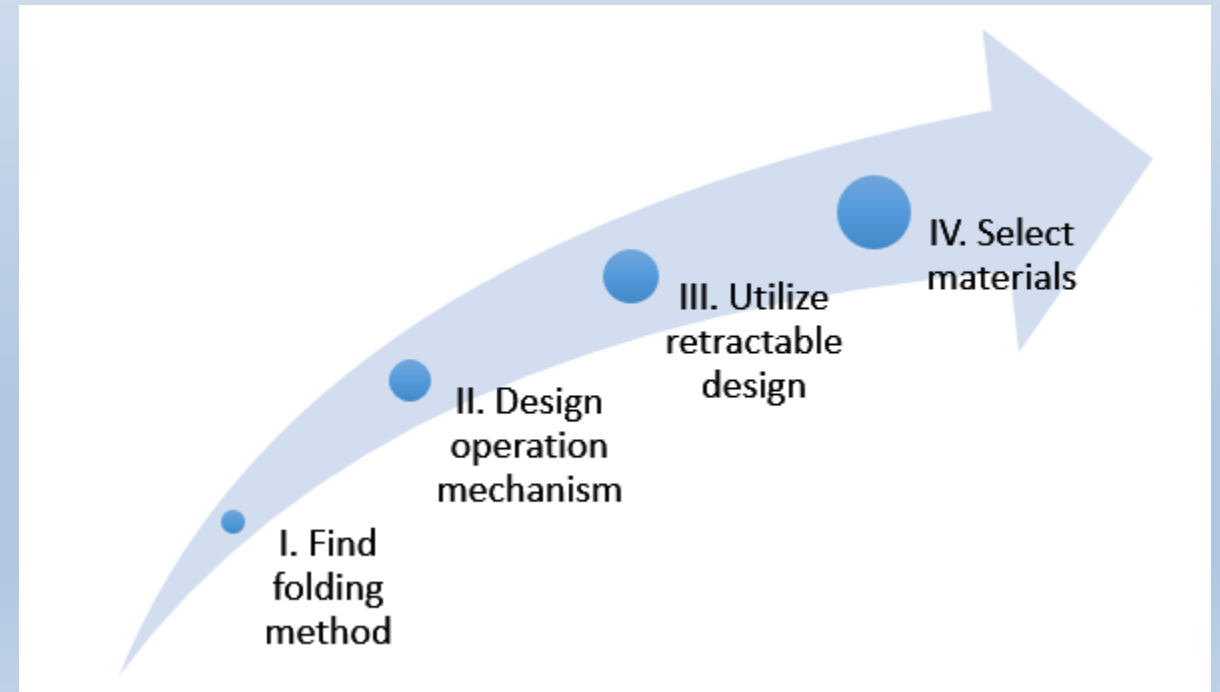 I. Find
folding
method
II. Design
operation
mechanism
III. Utilize
retractable
design
IV. Select
materials